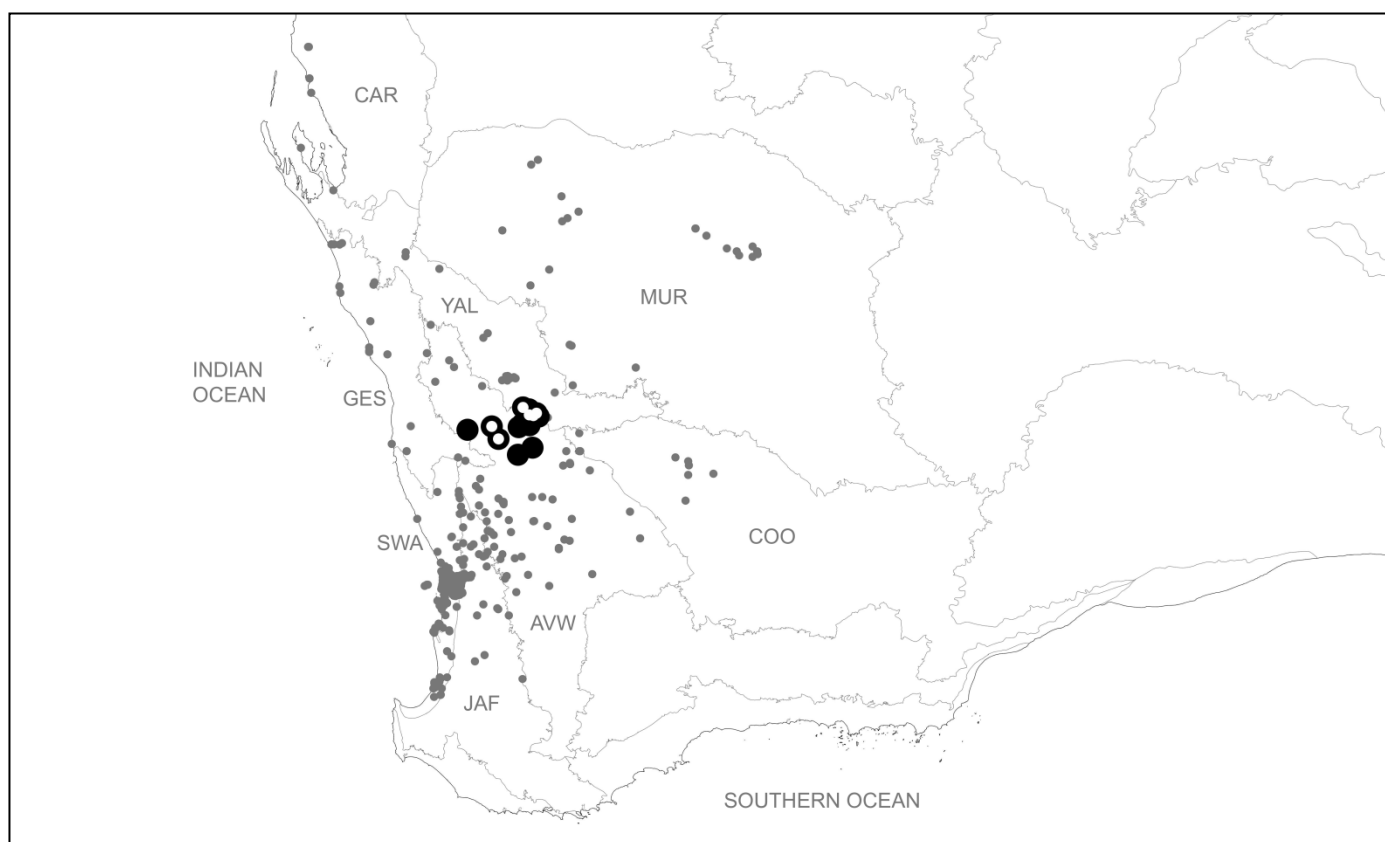 CAR
YAL
MUR
INDIAN
OCEAN
GES
SWA
COO
AVW
JAF
SOUTHERN OCEAN